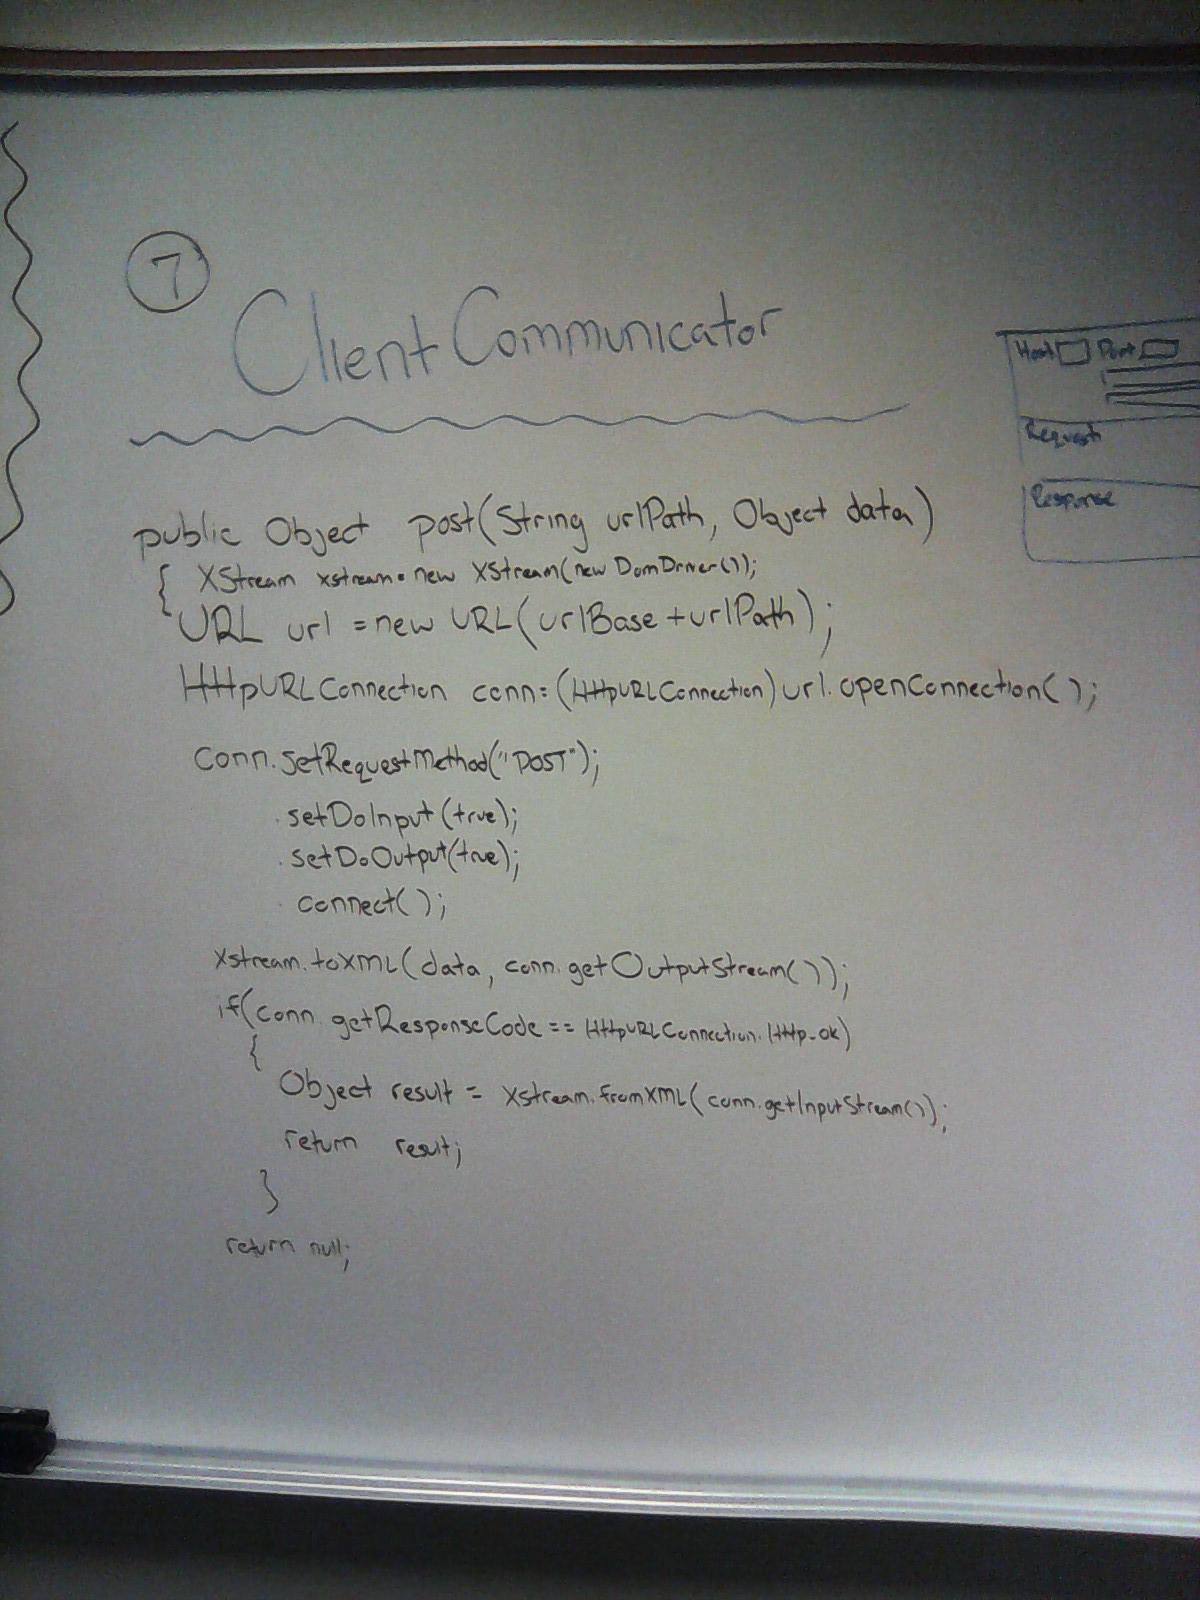 7
ClientCommunicator
Host Port
Request
Response
public Object post(String urlPath, Object data)
{ XStream xstream = new XStream(new DomDriver());
URL url = new URL(urlBase + urlPath);
HttpURLConnection conn = (HttpURLConnection) url.openConnection();
conn.setRequestMethod("POST");
.setDoInput(true);
.setDoOutput(true);
.connect();
xstream.toXML(data, conn.getOutputStream());
if(conn.getResponseCode == HttpURLConnection.Http_OK)
{
Object result = xstream.fromXML(conn.getInputStream());
return result;
}
return null;